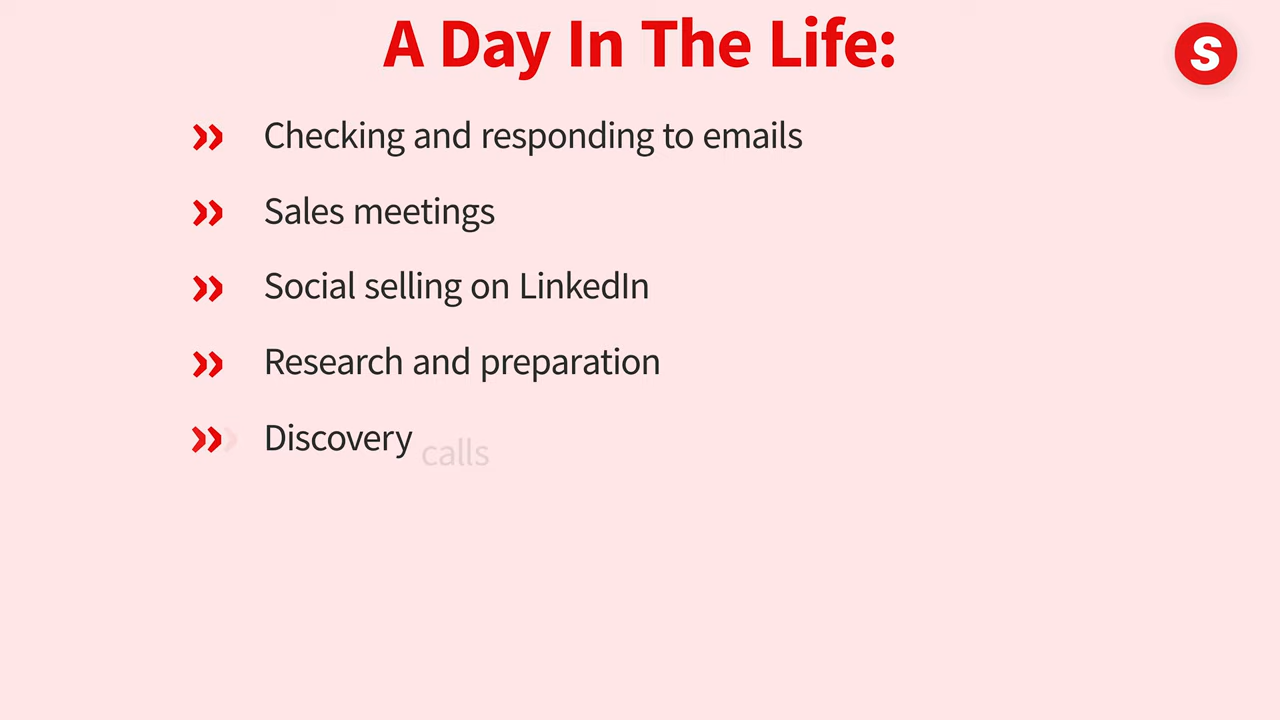 A Day In The Life:
S
Checking and responding to emails
Sales meetings
Social selling on LinkedIn
Research and preparation
Discovery calls